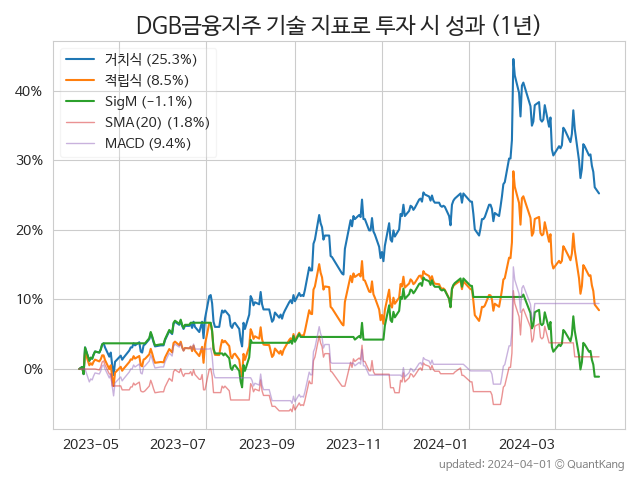 DGB금융지주 기술 지표로 투자 시 성과 (1년)
거치식 (25.3%)
적립식 (8.5%)
SigM (−1.1%)
SMA(20) (1.8%)
MACD (9.4%)
40%
30%
20%
10%
0%
2023-05 2023-07 2023-09 2023-11 2024-01 2024-03
updated: 2024-04-01 © QuantKang